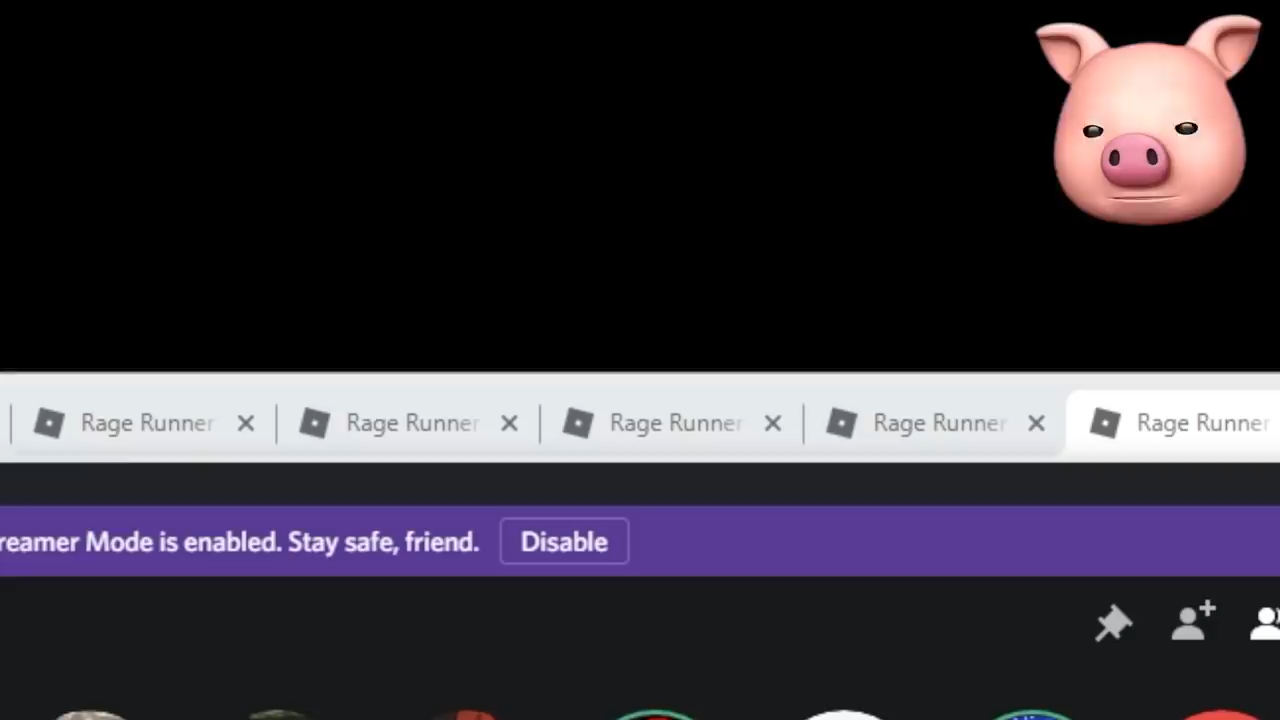 Rage Runner Rage Runner Rage Runner Rage Runner Rage Runner
reamer Mode is enabled. Stay safe, friend. Disable